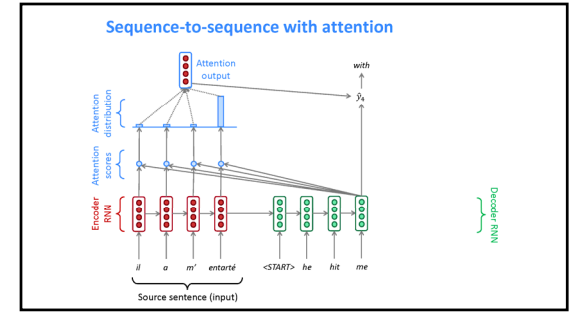 Sequence-to-sequence with attention
Attention
output
with
ŷ₄
Attention
distribution
Attention
scores
Encoder
RNN
Decoder RNN
il a m' entarté <START> he hit me
Source sentence (input)